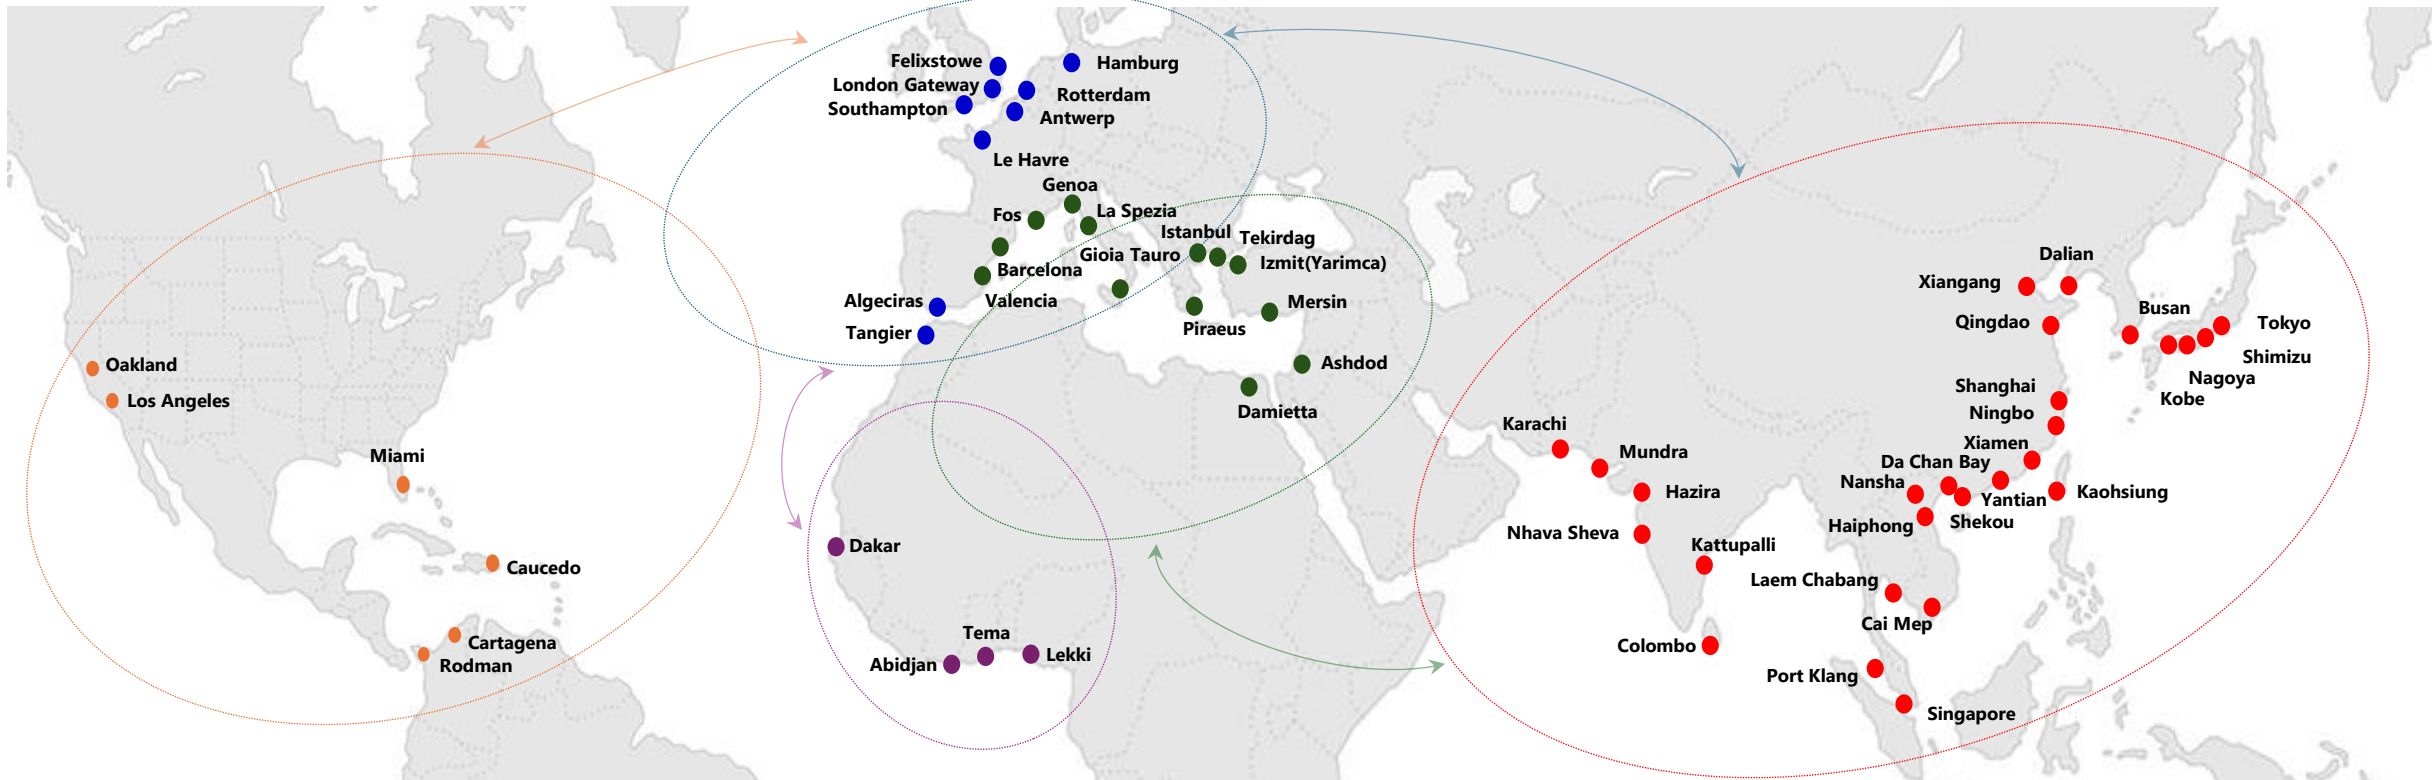 Felixstowe
London Gateway
Southampton
Hamburg
Rotterdam
Antwerp
Le Havre
Genoa
Fos
La Spezia
Istanbul
Tekirdag
Gioia Tauro
Izmit(Yarimca)
Barcelona
Valencia
Algeciras
Tangier
Mersin
Piraeus
Ashdod
Damietta
Oakland
Los Angeles
Miami
Caucedo
Cartagena
Rodman
Dakar
Tema
Abidjan
Lekki
Dalian
Xiangang
Busan
Qingdao
Tokyo
Shimizu
Nagoya
Kobe
Shanghai
Ningbo
Xiamen
Da Chan Bay
Nansha
Yantian
Kaohsiung
Shekou
Haiphong
Karachi
Mundra
Hazira
Nhava Sheva
Kattupalli
Laem Chabang
Cai Mep
Colombo
Port Klang
Singapore